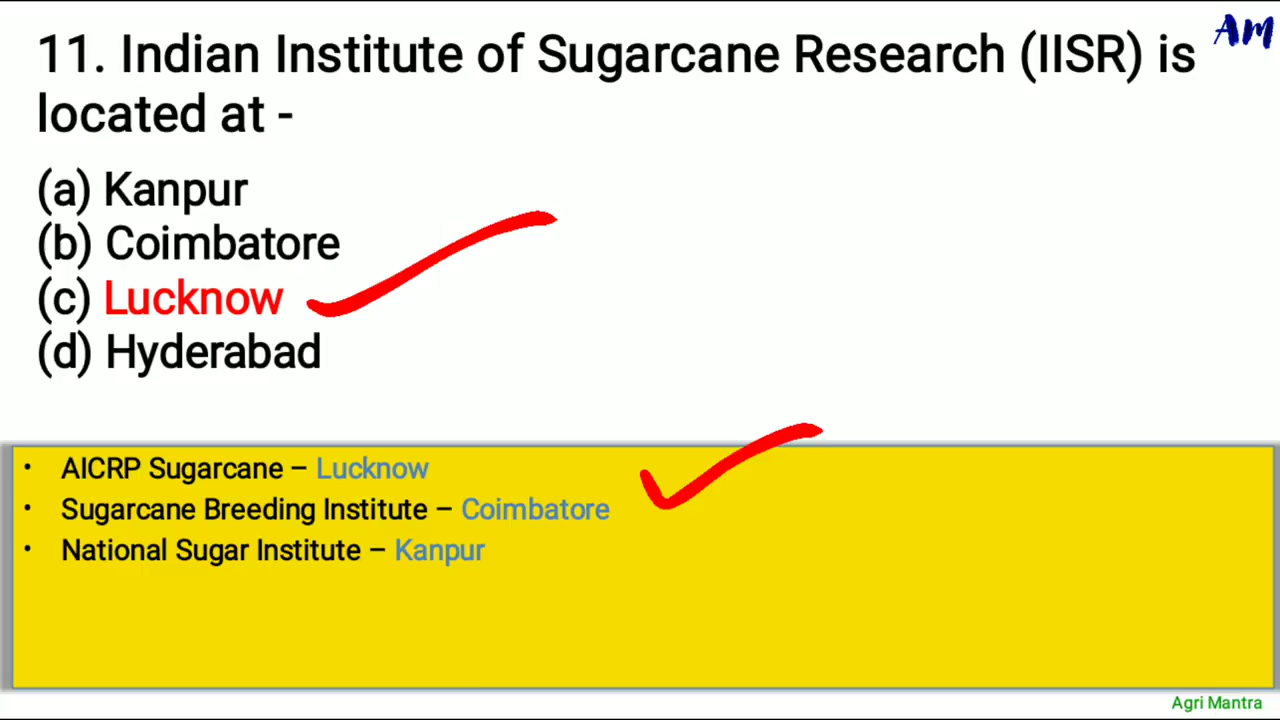 AM
11. Indian Institute of Sugarcane Research (IISR) is
located at -
(a) Kanpur
(b) Coimbatore
(c) Lucknow
(d) Hyderabad
• AICRP Sugarcane – Lucknow
• Sugarcane Breeding Institute – Coimbatore
• National Sugar Institute – Kanpur
Agri Mantra